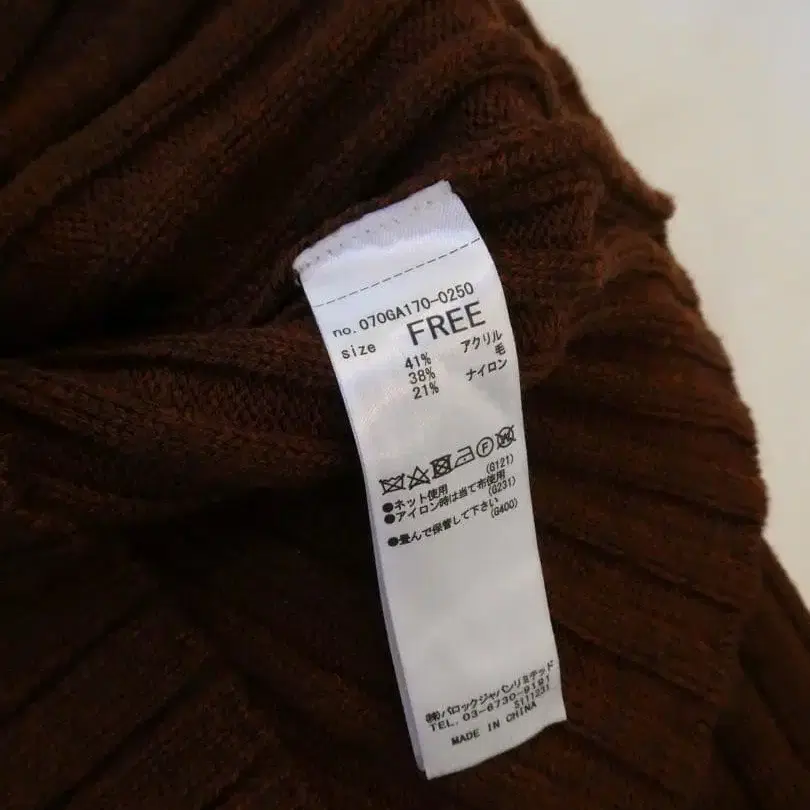 no. 070GA170-0250
size FREE
41% アクリル
38% 毛
21% ナイロン
F W
(G121)
●ネット使用
(G231)
●アイロン時は当て布使用
(G400)
●畳んで保管して下さい
㈱バロックジャパンリミテッド
TEL. 03-6730-9191
MADE IN CHINA